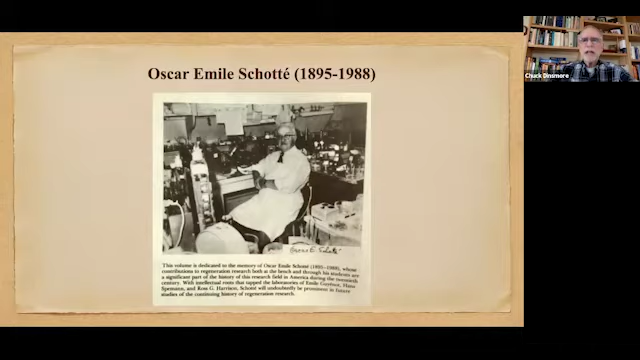 Oscar Emile Schotté (1895-1988)
Chuck Dinsmore
Oscar E. Schotté
This volume is dedicated to the memory of Oscar Emile Schotté (1895–1988), whose
contributions to regeneration research both at the bench and through his students are
a significant part of the history of this research field in America during the twentieth
century. With intellectual roots that tapped the laboratories of Emile Guyénot, Hans
Spemann, and Ross G. Harrison, Schotté will undoubtedly be prominent in future
studies of the continuing history of regeneration research.